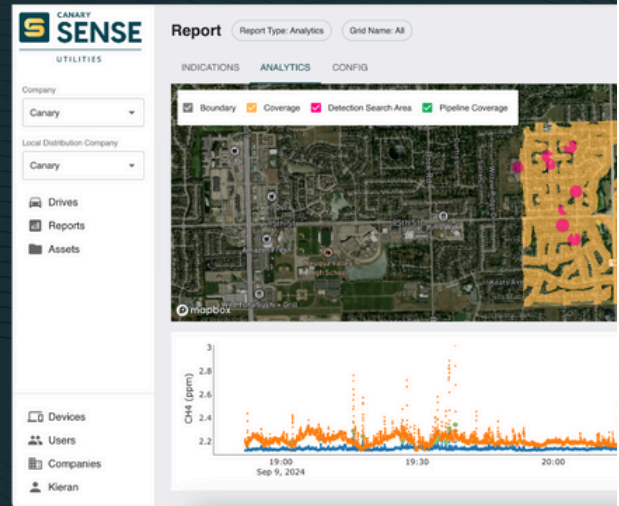 CANARY
S SENSE
UTILITIES
Company
Canary
Local Distribution Company
Canary
Drives
Reports
Assets
Devices
Users
Companies
Kieran
Report
Report Type: Analytics
Grid Name: All
INDICATIONS
ANALYTICS
CONFIG
Boundary
Coverage
Detection Search Area
Pipeline Coverage
mapbox
CH4 (ppm)
3
2.8
2.6
2.4
2.2
19:00
Sep 9, 2024
19:30
20:00